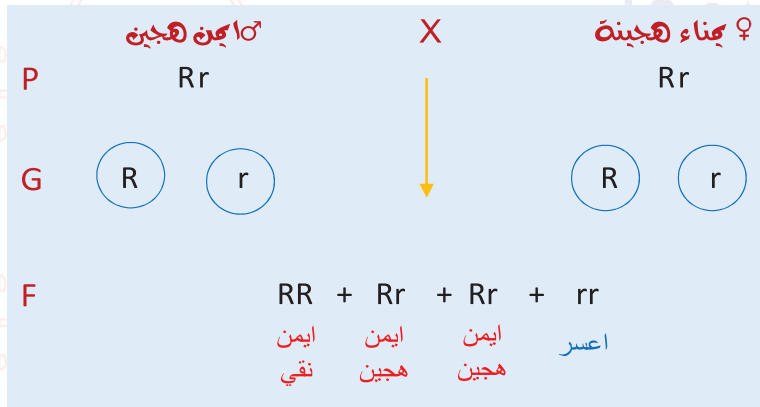 ♀ يمناء هجينة X ♂ ايمن هجين
P Rr Rr
G R r R r
F RR + Rr + Rr + rr
ايمن ايمن ايمن اعسر
نقي هجين هجين